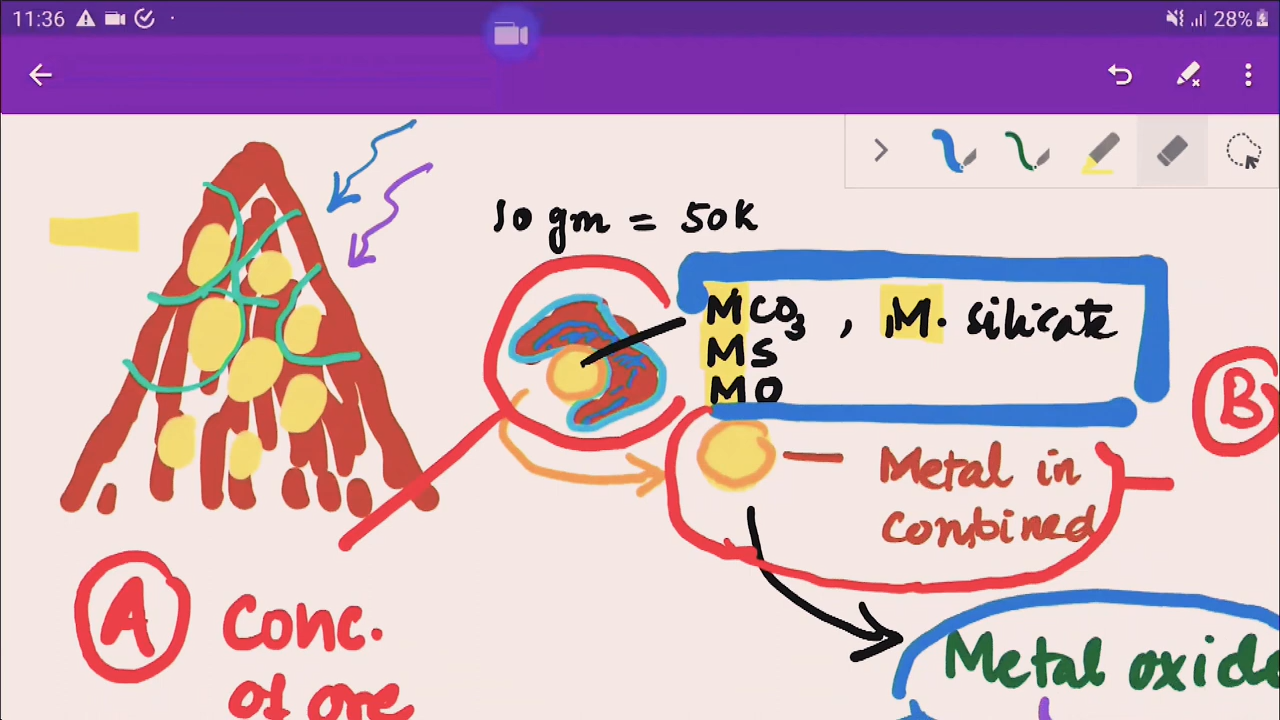 11:36
28%
10 gm = 50k
MCO3 , M. silicate
MS
MO
B
Metal in
combined
A
Conc.
of ore
Metal oxide